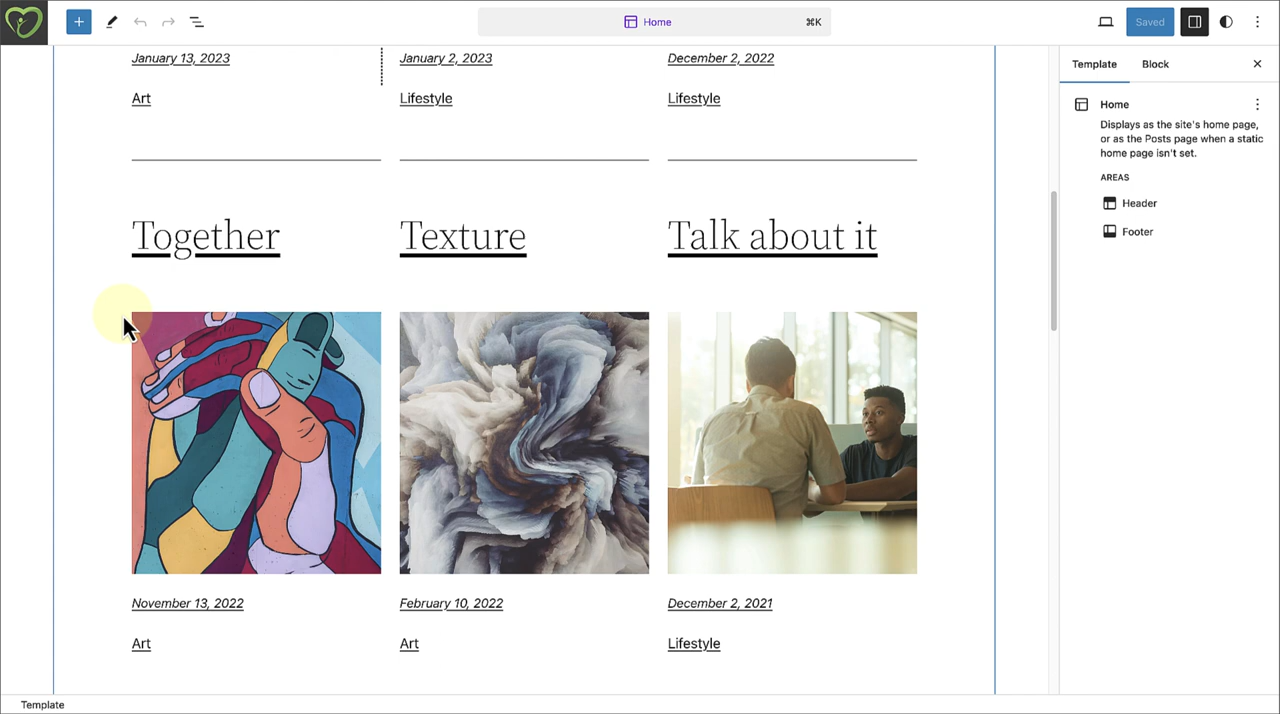 Home
⌘K
Saved
January 13, 2023
January 2, 2023
December 2, 2022
Art
Lifestyle
Lifestyle
Together
Texture
Talk about it
November 13, 2022
February 10, 2022
December 2, 2021
Art
Art
Lifestyle
Template
Block
Home
Displays as the site's home page,
or as the Posts page when a static
home page isn't set.
AREAS
Header
Footer
Template